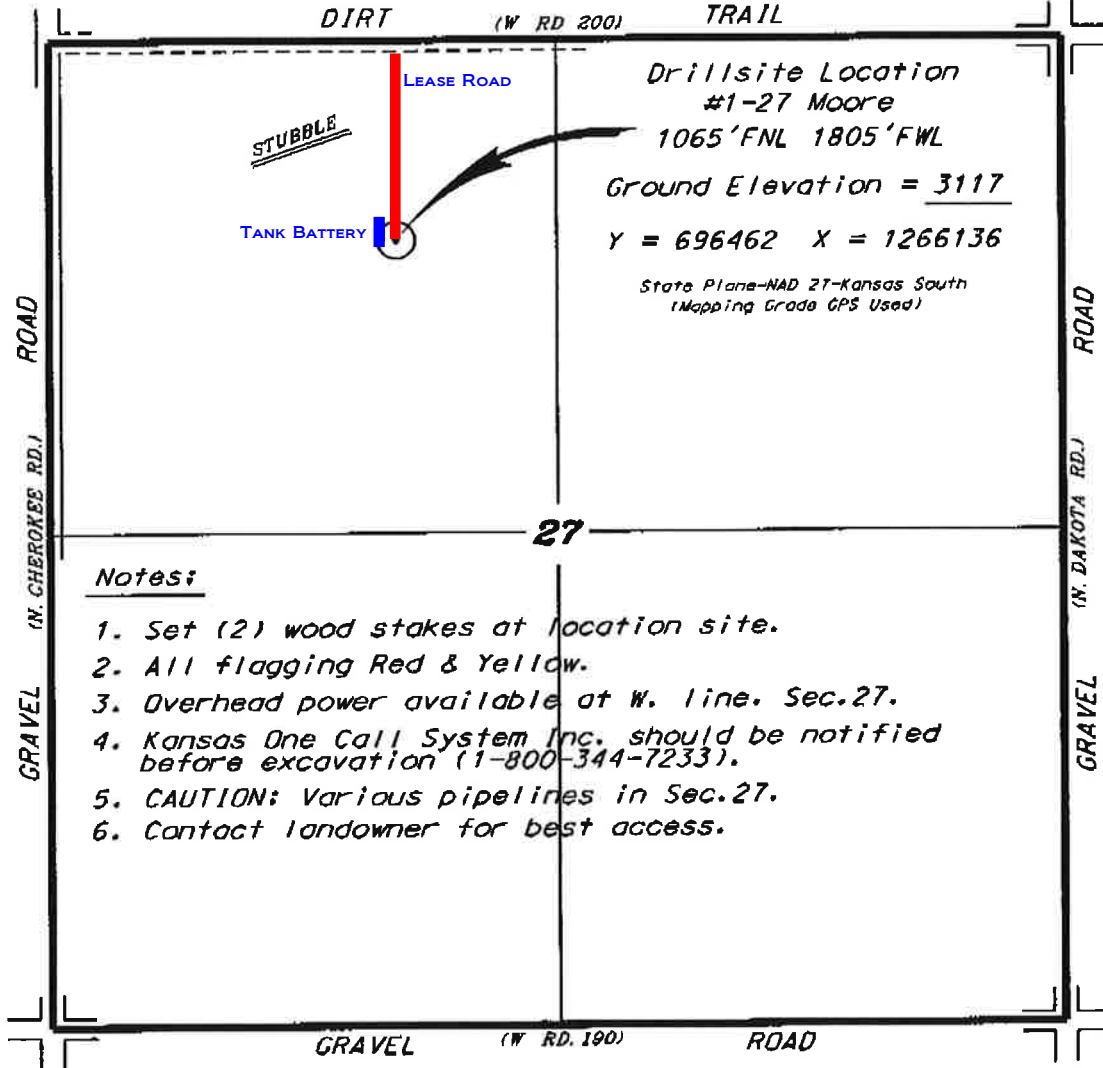 DIRT (W RD 200) TRAIL
LEASE ROAD
Drillsite Location
#1-27 Moore
1065'FNL 1805'FWL
STUBBLE
Ground Elevation = 3117
TANK BATTERY
Y = 696462 X = 1266136
State Plane-NAD 27-Kansas South
(Mapping Grade GPS Used)
GRAVEL (N. CHEROKEE RD.) ROAD
GRAVEL (N. DAKOTA RD.) ROAD
27
Notes:
1. Set (2) wood stakes at location site.
2. All flagging Red & Yellow.
3. Overhead power available at W. line. Sec.27.
4. Kansas One Call System Inc. should be notified
before excavation (1-800-344-7233).
5. CAUTION: Various pipelines in Sec.27.
6. Contact landowner for best access.
GRAVEL (W RD. 190) ROAD